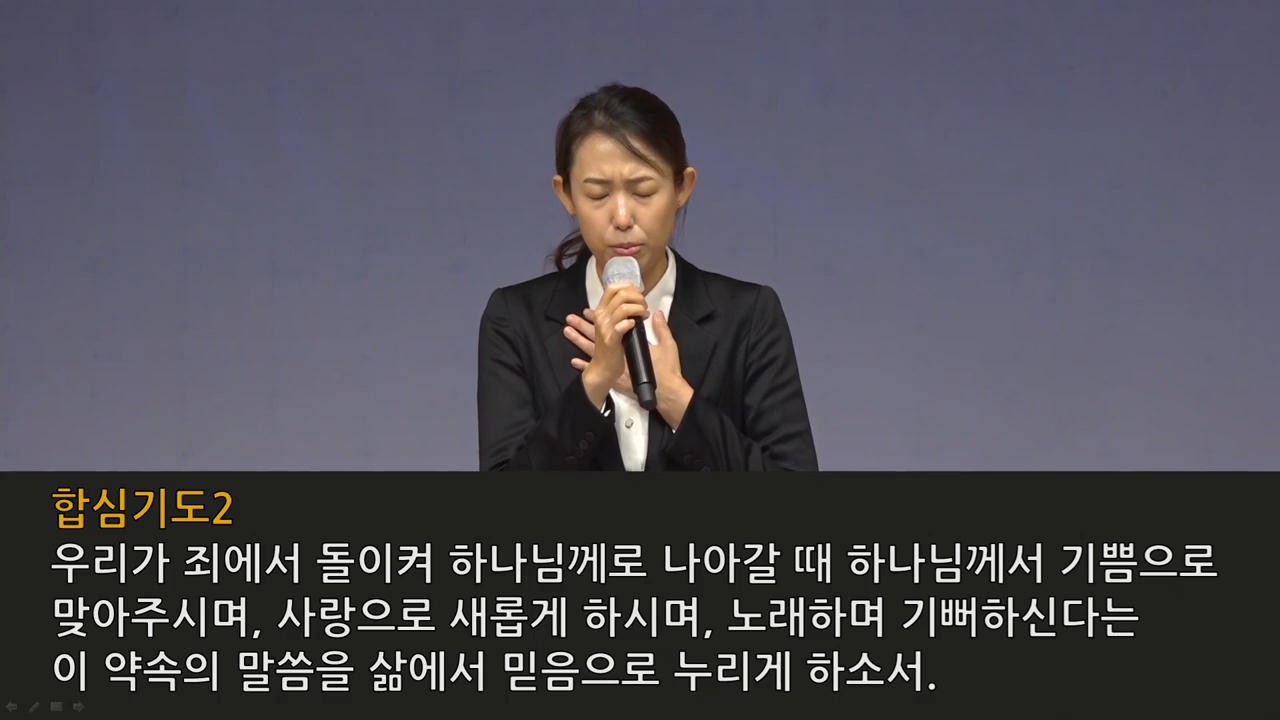 합심기도2
우리가 죄에서 돌이켜 하나님께로 나아갈 때 하나님께서 기쁨으로
맞아주시며, 사랑으로 새롭게 하시며, 노래하며 기뻐하신다는
이 약속의 말씀을 삶에서 믿음으로 누리게 하소서.